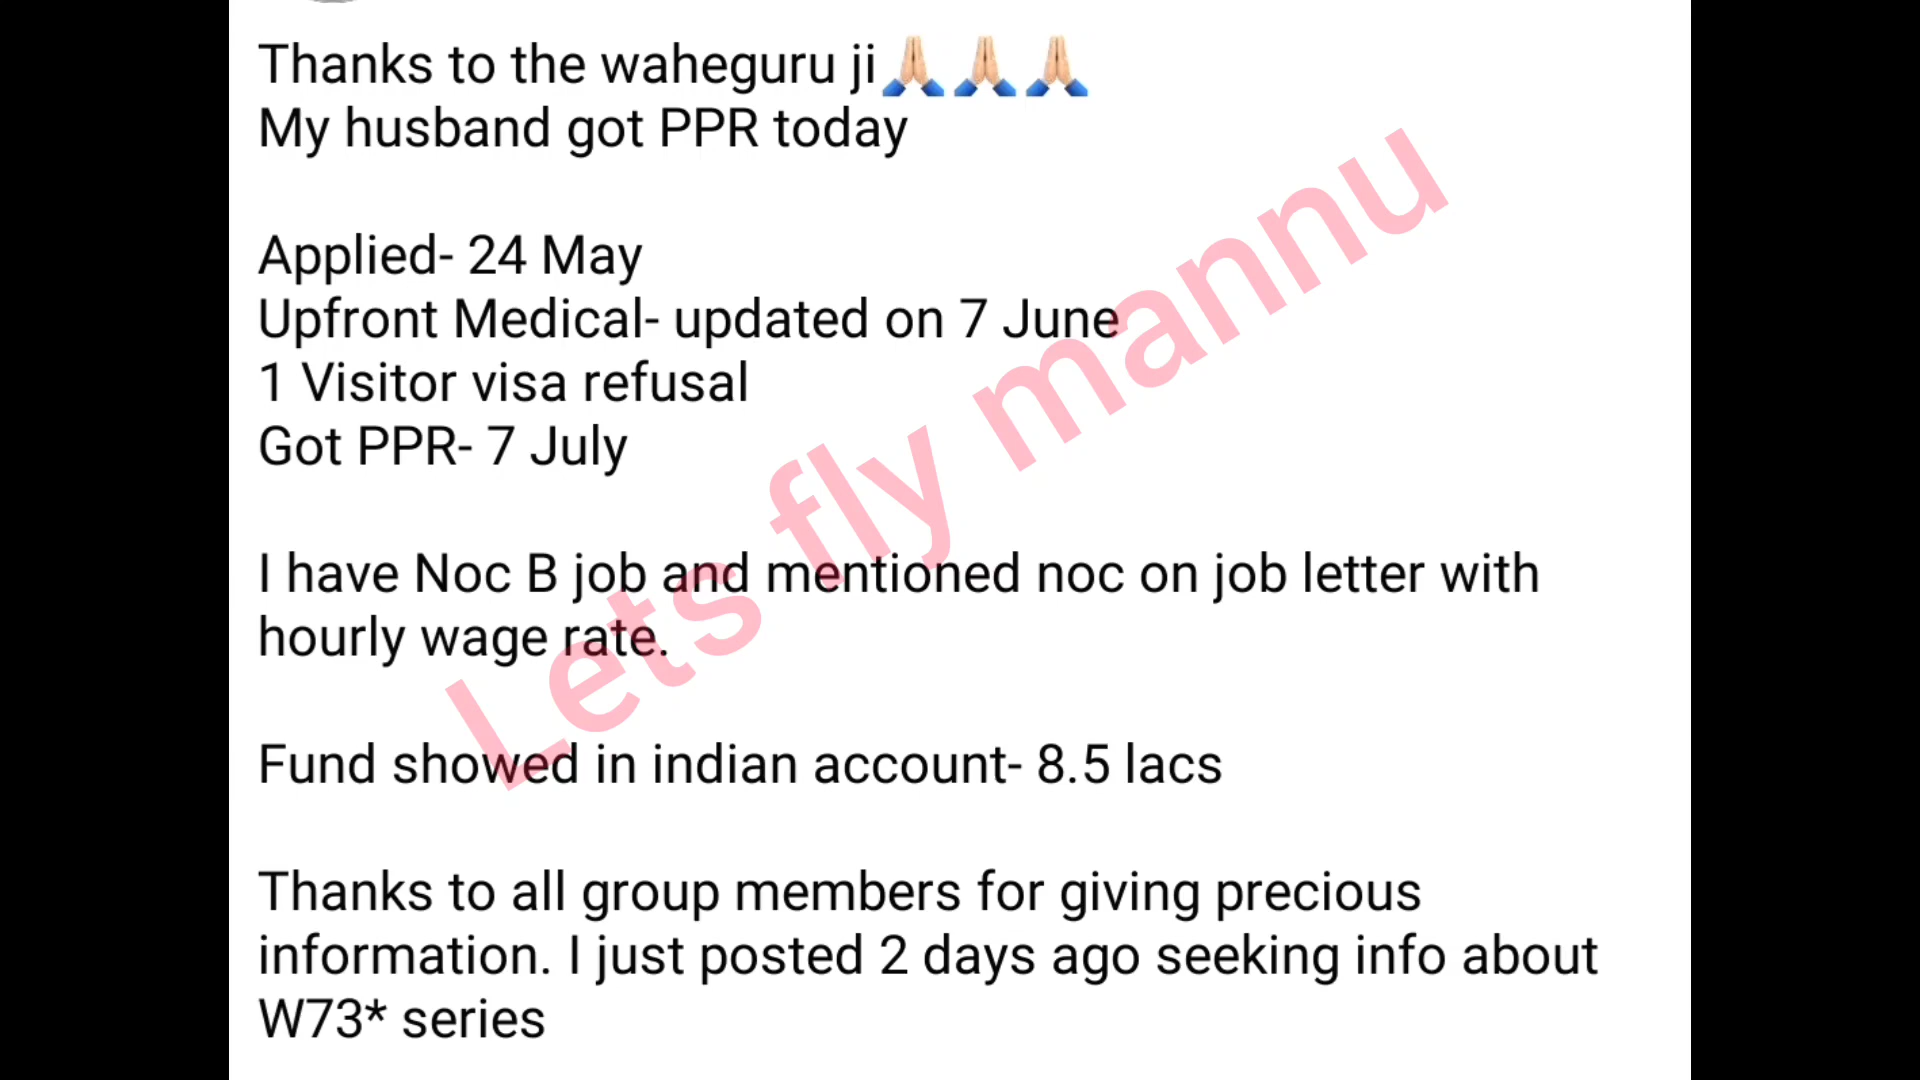 Thanks to the waheguru ji🙏🏻🙏🏻🙏🏻
My husband got PPR today
Applied- 24 May
Upfront Medical- updated on 7 June
1 Visitor visa refusal
Got PPR- 7 July
I have Noc B job and mentioned noc on job letter with
hourly wage rate.
Fund showed in indian account- 8.5 lacs
Thanks to all group members for giving precious
information. I just posted 2 days ago seeking info about
W73* series
Lets fly mannu